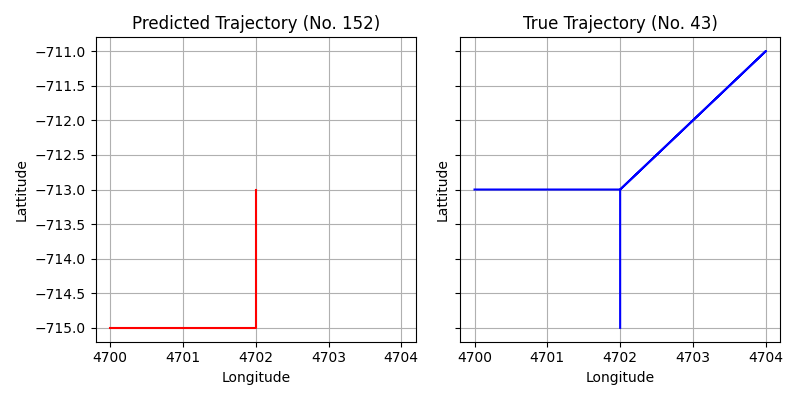 Predicted Trajectory (No. 152)
True Trajectory (No. 43)
−711.0
−711.5
−712.0
−712.5
−713.0
−713.5
−714.0
−714.5
−715.0
Lattitude
Lattitude
4700 4701 4702 4703 4704
4700 4701 4702 4703 4704
Longitude
Longitude